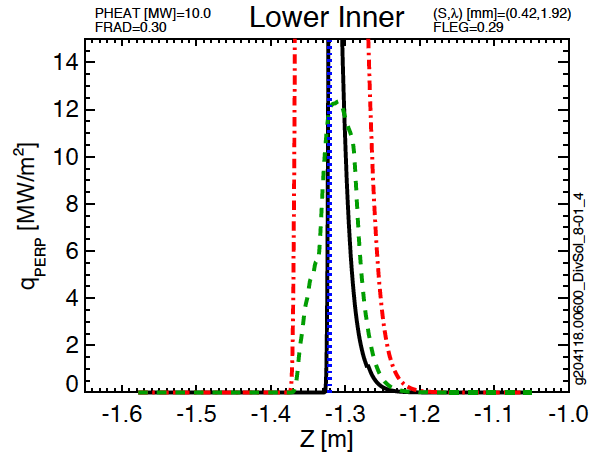 PHEAT [MW]=10.0
FRAD=0.30
Lower Inner
(S,λ) [mm]=(0.42,1.92)
FLEG=0.29
14
12
10
8
6
4
2
0
qPERP [MW/m²]
-1.6 -1.5 -1.4 -1.3 -1.2 -1.1 -1.0
Z [m]
g204118.00600_DivSol_8-01_4